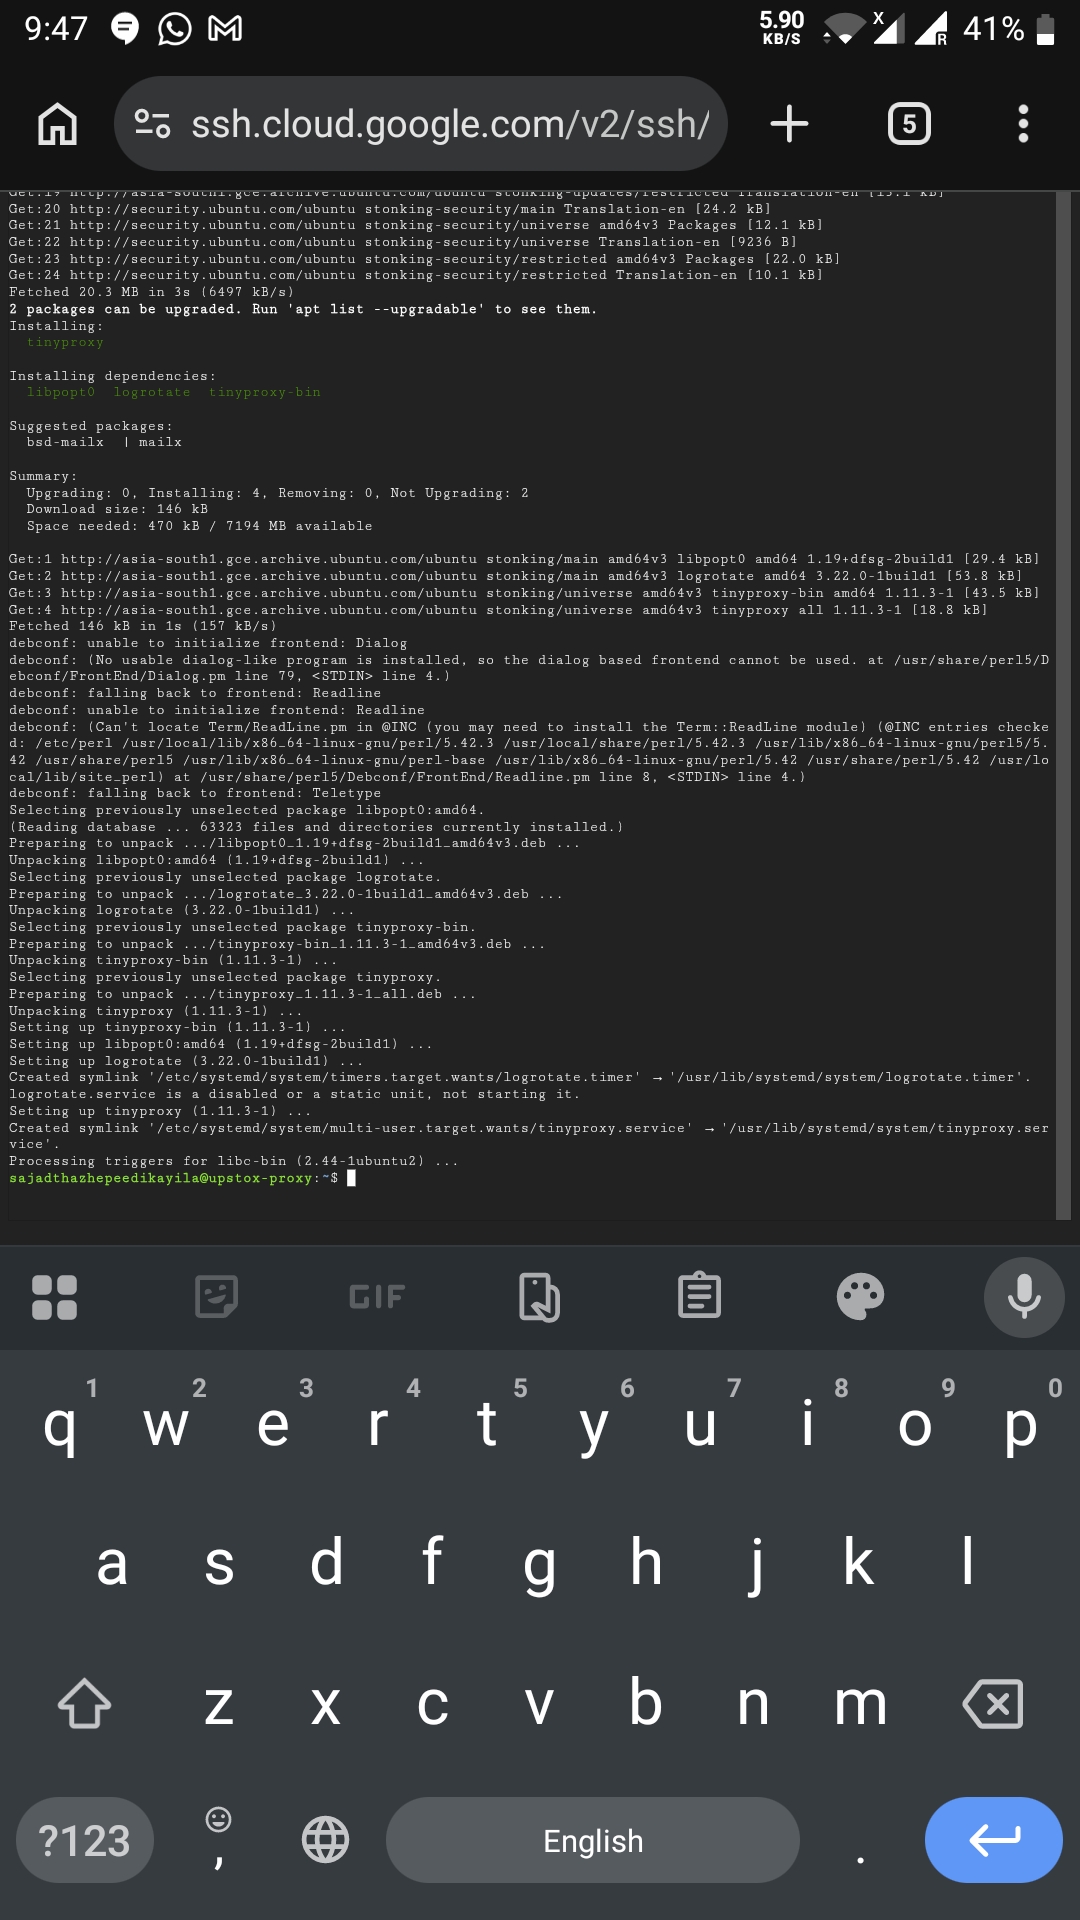 9:47
5.90
KB/S
X
R
41%
ssh.cloud.google.com/v2/ssh/
5
Get:19 http://asia-south1.gce.archive.ubuntu.com/ubuntu stonking-updates/restricted Translation-en [13.1 kB]
Get:20 http://security.ubuntu.com/ubuntu stonking-security/main Translation-en [24.2 kB]
Get:21 http://security.ubuntu.com/ubuntu stonking-security/universe amd64v3 Packages [12.1 kB]
Get:22 http://security.ubuntu.com/ubuntu stonking-security/universe Translation-en [9236 B]
Get:23 http://security.ubuntu.com/ubuntu stonking-security/restricted amd64v3 Packages [22.0 kB]
Get:24 http://security.ubuntu.com/ubuntu stonking-security/restricted Translation-en [10.1 kB]
Fetched 20.3 MB in 3s (6497 kB/s)
2 packages can be upgraded. Run 'apt list --upgradable' to see them.
Installing:
tinyproxy
Installing dependencies:
libpopt0 logrotate tinyproxy-bin
Suggested packages:
bsd-mailx | mailx
Summary:
Upgrading: 0, Installing: 4, Removing: 0, Not Upgrading: 2
Download size: 146 kB
Space needed: 470 kB / 7194 MB available
Get:1 http://asia-south1.gce.archive.ubuntu.com/ubuntu stonking/main amd64v3 libpopt0 amd64 1.19+dfsg-2build1 [29.4 kB]
Get:2 http://asia-south1.gce.archive.ubuntu.com/ubuntu stonking/main amd64v3 logrotate amd64 3.22.0-1build1 [53.8 kB]
Get:3 http://asia-south1.gce.archive.ubuntu.com/ubuntu stonking/universe amd64v3 tinyproxy-bin amd64 1.11.3-1 [43.5 kB]
Get:4 http://asia-south1.gce.archive.ubuntu.com/ubuntu stonking/universe amd64v3 tinyproxy all 1.11.3-1 [18.8 kB]
Fetched 146 kB in 1s (157 kB/s)
debconf: unable to initialize frontend: Dialog
debconf: (No usable dialog-like program is installed, so the dialog based frontend cannot be used. at /usr/share/perl5/D
ebconf/FrontEnd/Dialog.pm line 79, <STDIN> line 4.)
debconf: falling back to frontend: Readline
debconf: unable to initialize frontend: Readline
debconf: (Can't locate Term/ReadLine.pm in @INC (you may need to install the Term::ReadLine module) (@INC entries checke
d: /etc/perl /usr/local/lib/x86_64-linux-gnu/perl/5.42.3 /usr/local/share/perl/5.42.3 /usr/lib/x86_64-linux-gnu/perl5/5.
42 /usr/share/perl5 /usr/lib/x86_64-linux-gnu/perl-base /usr/lib/x86_64-linux-gnu/perl/5.42 /usr/share/perl/5.42 /usr/lo
cal/lib/site_perl) at /usr/share/perl5/Debconf/FrontEnd/Readline.pm line 8, <STDIN> line 4.)
debconf: falling back to frontend: Teletype
Selecting previously unselected package libpopt0:amd64.
(Reading database ... 63323 files and directories currently installed.)
Preparing to unpack .../libpopt0_1.19+dfsg-2build1_amd64v3.deb ...
Unpacking libpopt0:amd64 (1.19+dfsg-2build1) ...
Selecting previously unselected package logrotate.
Preparing to unpack .../logrotate_3.22.0-1build1_amd64v3.deb ...
Unpacking logrotate (3.22.0-1build1) ...
Selecting previously unselected package tinyproxy-bin.
Preparing to unpack .../tinyproxy-bin_1.11.3-1_amd64v3.deb ...
Unpacking tinyproxy-bin (1.11.3-1) ...
Selecting previously unselected package tinyproxy.
Preparing to unpack .../tinyproxy_1.11.3-1_all.deb ...
Unpacking tinyproxy (1.11.3-1) ...
Setting up tinyproxy-bin (1.11.3-1) ...
Setting up libpopt0:amd64 (1.19+dfsg-2build1) ...
Setting up logrotate (3.22.0-1build1) ...
Created symlink '/etc/systemd/system/timers.target.wants/logrotate.timer' → '/usr/lib/systemd/system/logrotate.timer'.
logrotate.service is a disabled or a static unit, not starting it.
Setting up tinyproxy (1.11.3-1) ...
Created symlink '/etc/systemd/system/multi-user.target.wants/tinyproxy.service' → '/usr/lib/systemd/system/tinyproxy.ser
vice'.
Processing triggers for libc-bin (2.44-1ubuntu2) ...
sajadthazhepeedikayila@upstox-proxy:~$
GIF
1 2 3 4 5 6 7 8 9 0
q w e r t y u i o p
a s d f g h j k l
z x c v b n m
?123 , English .